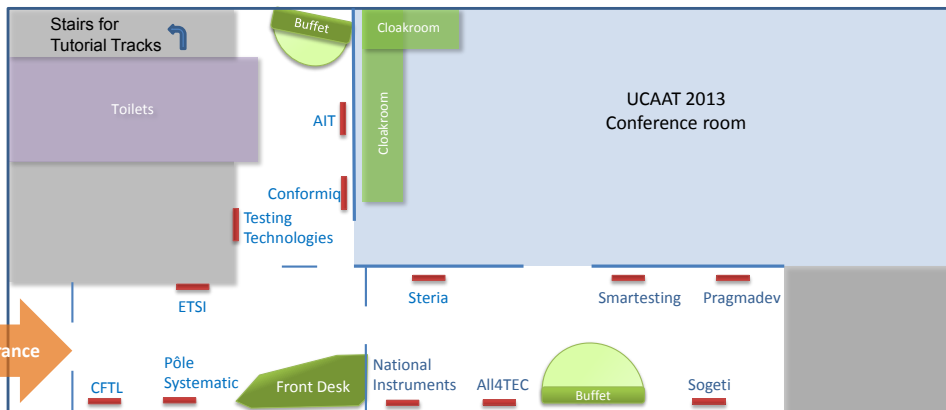 Stairs for
Tutorial Tracks
Buffet
Cloakroom
Toilets
AIT
Cloakroom
UCAAT 2013
Conference room
Conformiq
Testing
Technologies
ETSI
Steria
Smartesting
Pragmadev
rance
CFTL
Pôle
Systematic
Front Desk
National
Instruments
All4TEC
Buffet
Sogeti